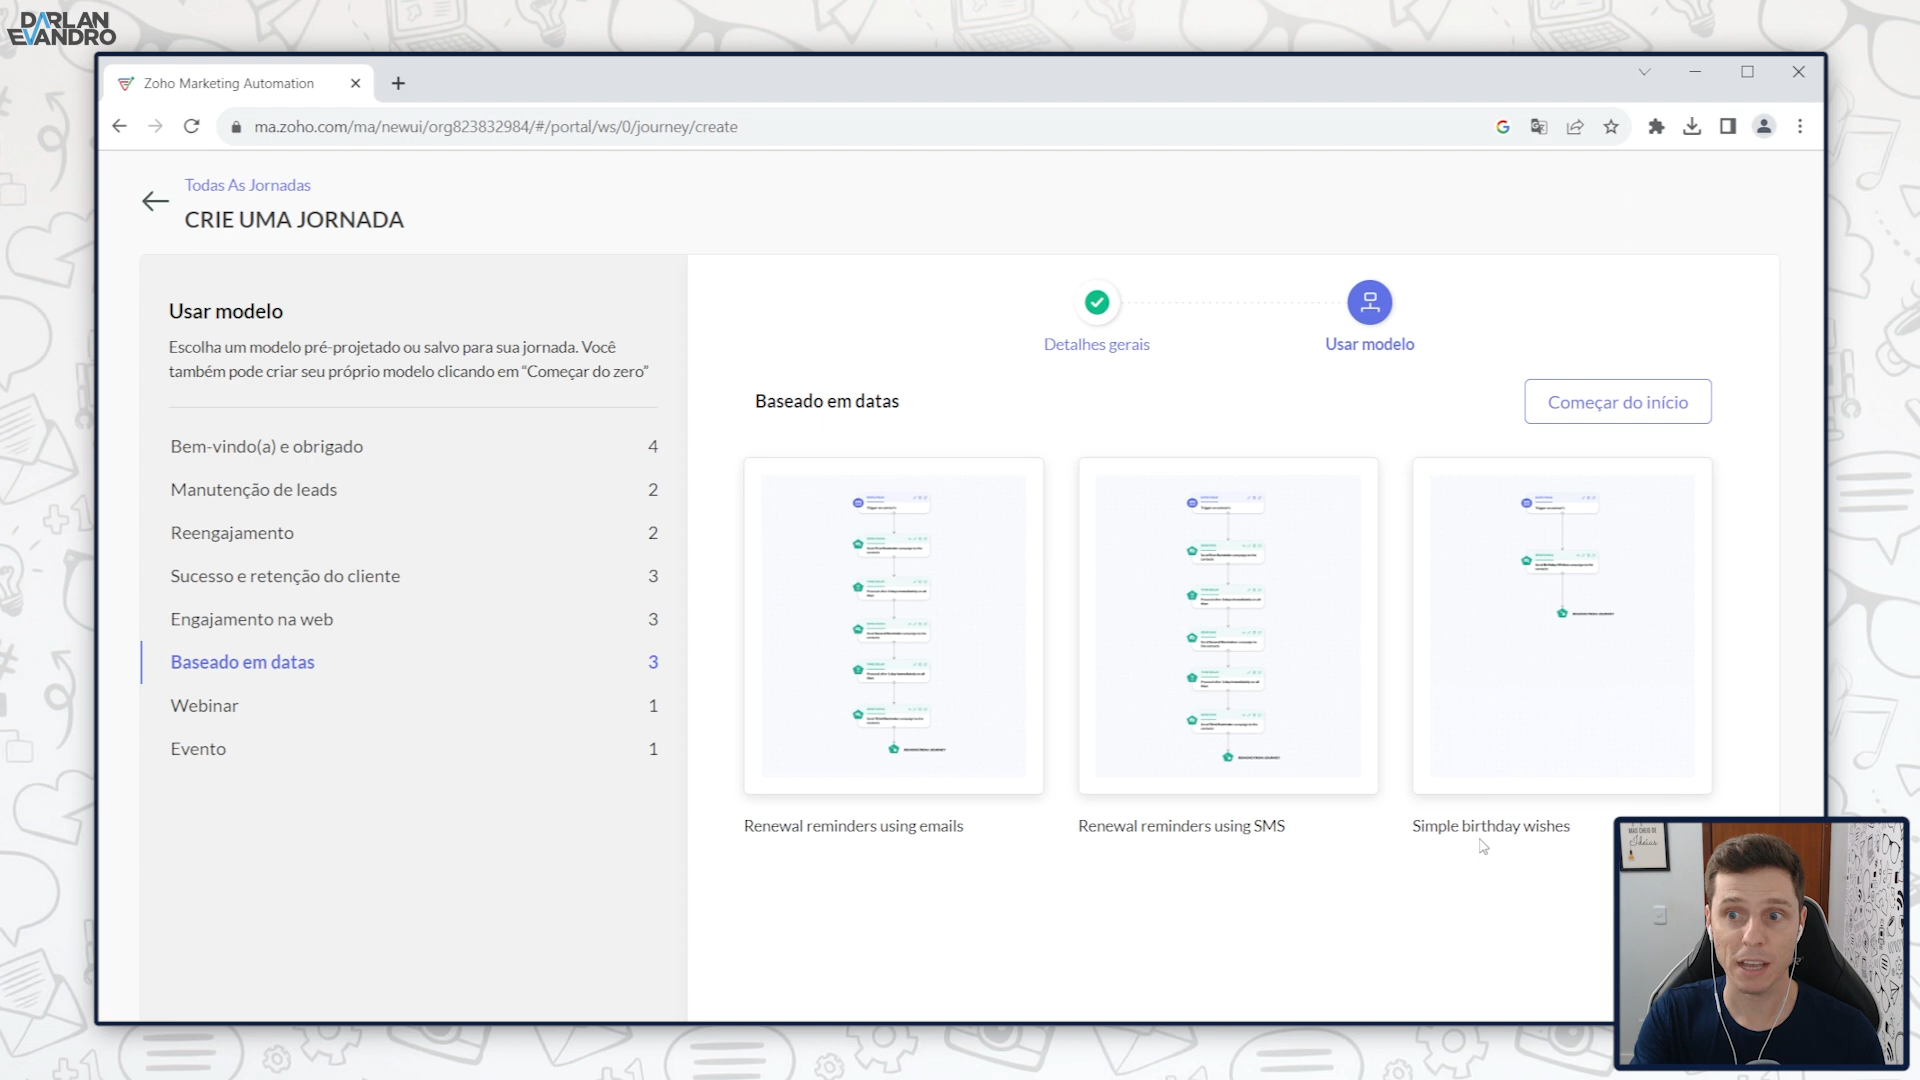 DARLAN
EVANDRO
Zoho Marketing Automation
ma.zoho.com/ma/newui/org823832984/#/portal/ws/0/journey/create
Todas As Jornadas
CRIE UMA JORNADA
Usar modelo
Escolha um modelo pré-projetado ou salvo para sua jornada. Você
também pode criar seu próprio modelo clicando em “Começar do zero”
Bem-vindo(a) e obrigado 4
Manutenção de leads 2
Reengajamento 2
Sucesso e retenção do cliente 3
Engajamento na web 3
Baseado em datas 3
Webinar 1
Evento 1
Detalhes gerais
Usar modelo
Baseado em datas
Começar do início
Renewal reminders using emails
Renewal reminders using SMS
Simple birthday wishes
MAIS CHEIO DE
Ideias